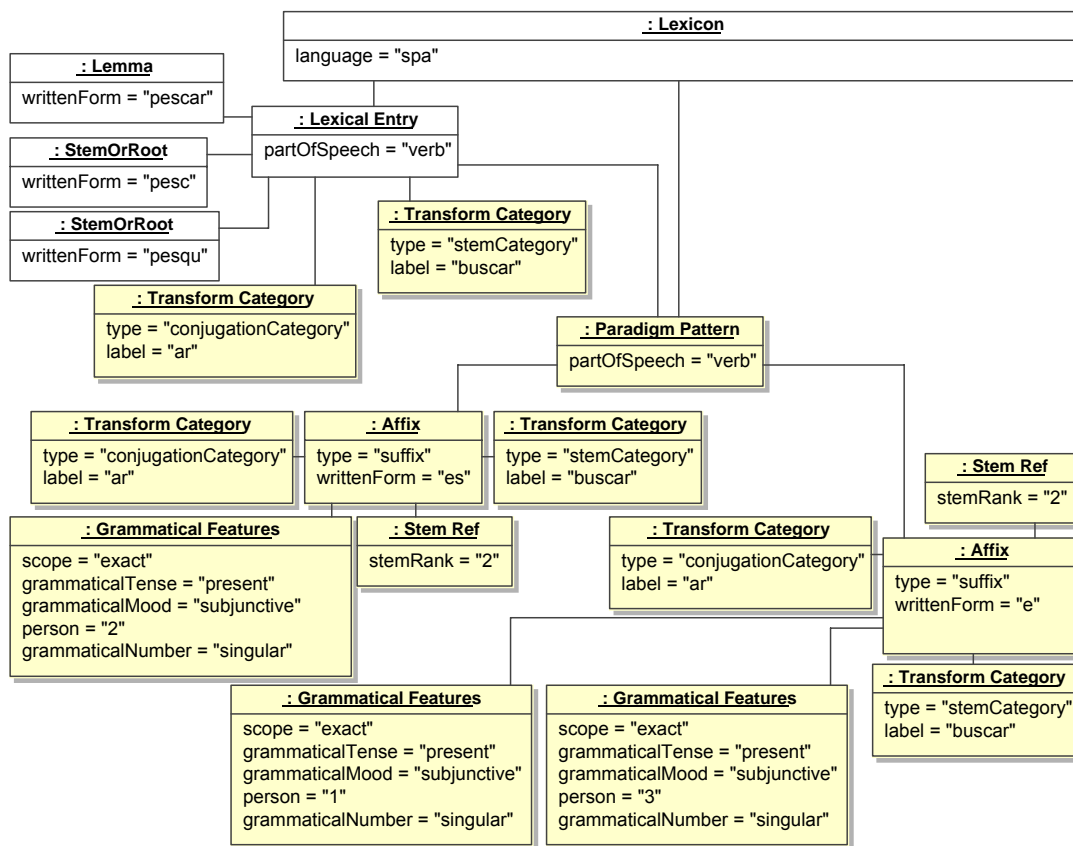 : Lexicon
language = "spa"
: Lemma
writtenForm = "pescar"
: Lexical Entry
partOfSpeech = "verb"
: StemOrRoot
writtenForm = "pesc"
: StemOrRoot
writtenForm = "pesqu"
: Transform Category
type = "stemCategory"
label = "buscar"
: Transform Category
type = "conjugationCategory"
label = "ar"
: Paradigm Pattern
partOfSpeech = "verb"
: Transform Category
type = "conjugationCategory"
label = "ar"
: Affix
type = "suffix"
writtenForm = "es"
: Transform Category
type = "stemCategory"
label = "buscar"
: Stem Ref
stemRank = "2"
: Grammatical Features
scope = "exact"
grammaticalTense = "present"
grammaticalMood = "subjunctive"
person = "2"
grammaticalNumber = "singular"
: Stem Ref
stemRank = "2"
: Transform Category
type = "conjugationCategory"
label = "ar"
: Affix
type = "suffix"
writtenForm = "e"
: Grammatical Features
scope = "exact"
grammaticalTense = "present"
grammaticalMood = "subjunctive"
person = "1"
grammaticalNumber = "singular"
: Grammatical Features
scope = "exact"
grammaticalTense = "present"
grammaticalMood = "subjunctive"
person = "3"
grammaticalNumber = "singular"
: Transform Category
type = "stemCategory"
label = "buscar"